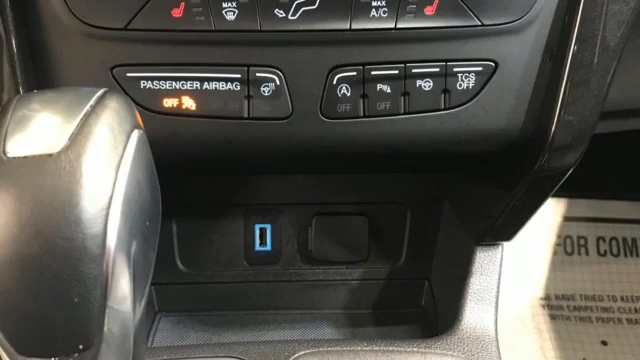 MAX
MAX
A/C
PASSENGER AIRBAG
OFF
A
OFF
P
OFF
P
TCS
OFF
FOR COM
WE HAVE TRIED TO KEEP
YOUR CARPETING CLEAN
WITH THIS PAPER MA